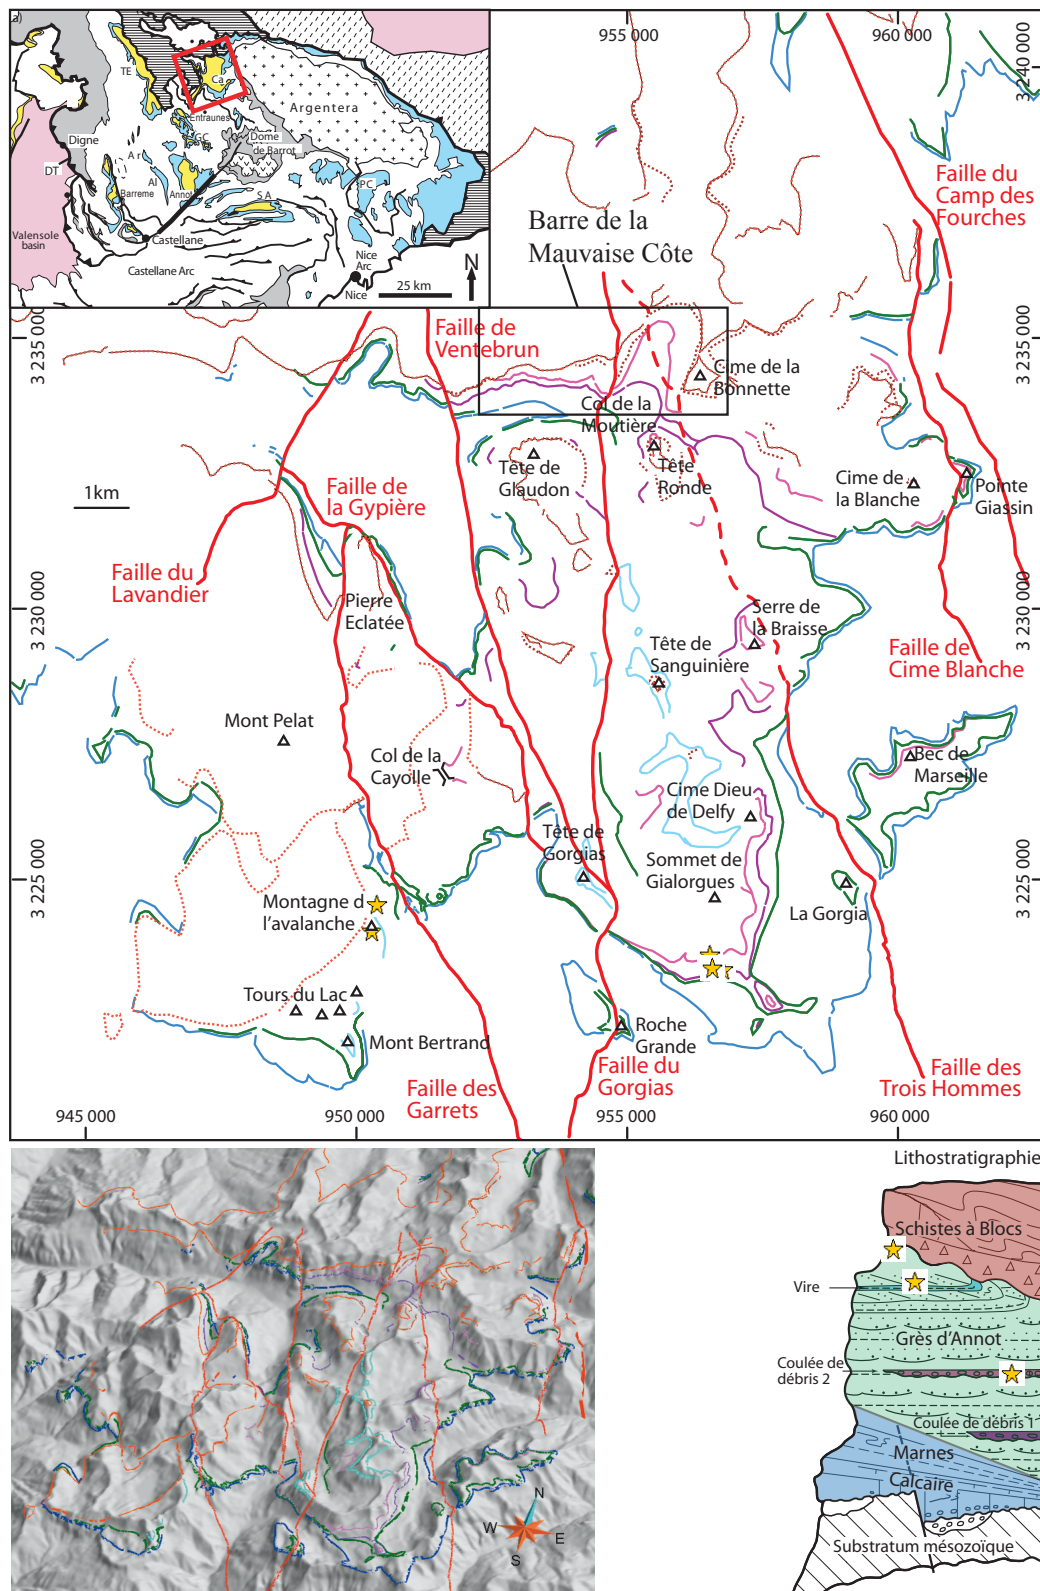 a)
TE
Ca
Argentera
Entraunes
GC
Digne
Dome
de Barrot
DT
Ar
Al
Barreme
Annot
S A
PC
Valensole
basin
Castellane
Castellane Arc
Nice
Arc
Nice
25 km
N
955 000
960 000
3 240 000
Faille du
Camp des
Fourches
Barre de la
Mauvaise Côte
3 235 000
3 235 000
Faille de
Ventebrun
Cime de la
Bonnette
Col de la
Moutière
Tête de
Glaudon
Tête
Ronde
Cime de
la Blanche
Pointe
Giassin
1km
Faille de
la Gypière
Faille du
Lavandier
Pierre
Eclatée
3 230 000
3 230 000
Serre de
la Braisse
Tête de
Sanguinière
Faille de
Cime Blanche
Mont Pelat
Col de la
Cayolle
Bec de
Marseille
Cime Dieu
de Delfy
Tête de
Gorgias
Sommet de
Gialorgues
3 225 000
3 225 000
Montagne d
l'avalanche
La Gorgia
Tours du Lac
Mont Bertrand
Roche
Grande
Faille des
Garrets
Faille du
Gorgias
Faille des
Trois Hommes
945 000
950 000
955 000
960 000
N
W
E
S
Lithostratigraphie
Schistes à Blocs
Vire
Grès d'Annot
Coulée de
débris 2
Coulée de débris 1
Marnes
Calcaire
Substratum mésozoïque